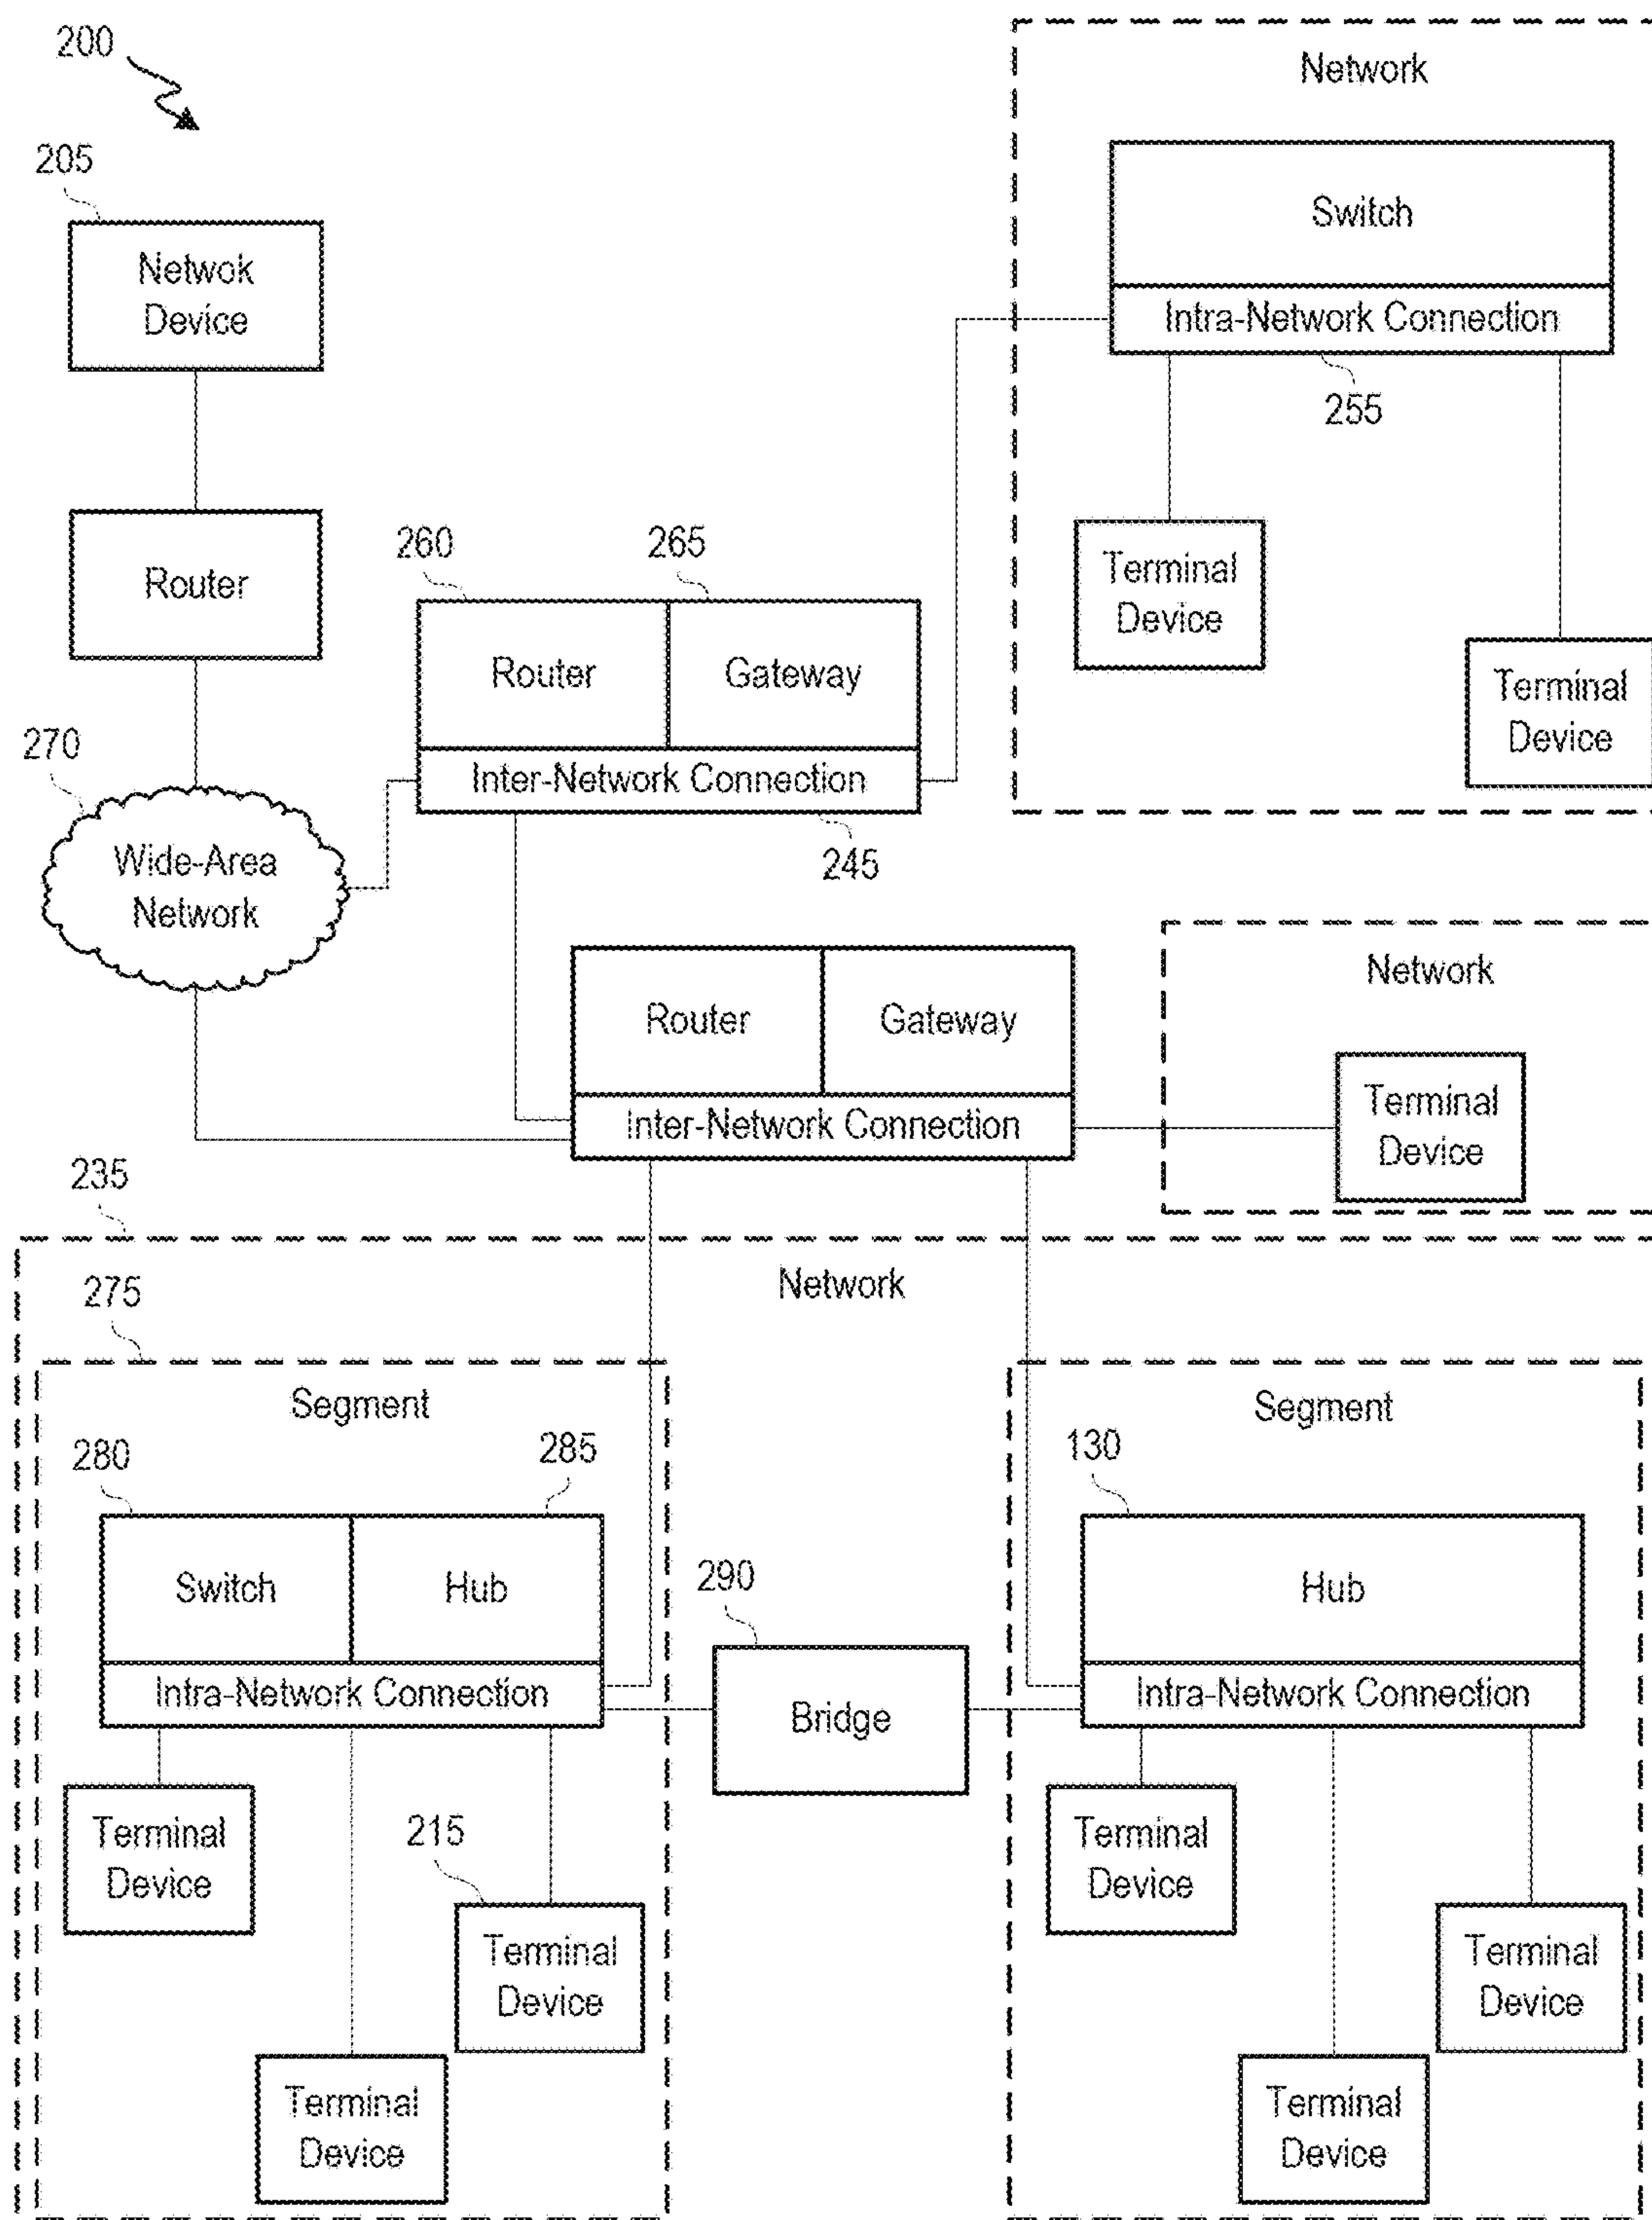 200
Network
205
Switch
Netwok
Device
Intra-Network Connection
255
Router
260
265
Terminal
Device
Router
Gateway
Terminal
Device
270
Inter-Network Connection
245
Wide-Area
Network
Network
Router
Gateway
Terminal
Device
Inter-Network Connection
235
Network
275
Segment
Segment
280
285
130
Switch
Hub
290
Hub
Intra-Network Connection
Bridge
Intra-Network Connection
Terminal
Device
215
Terminal
Device
Terminal
Device
Terminal
Device
Terminal
Device
Terminal
Device